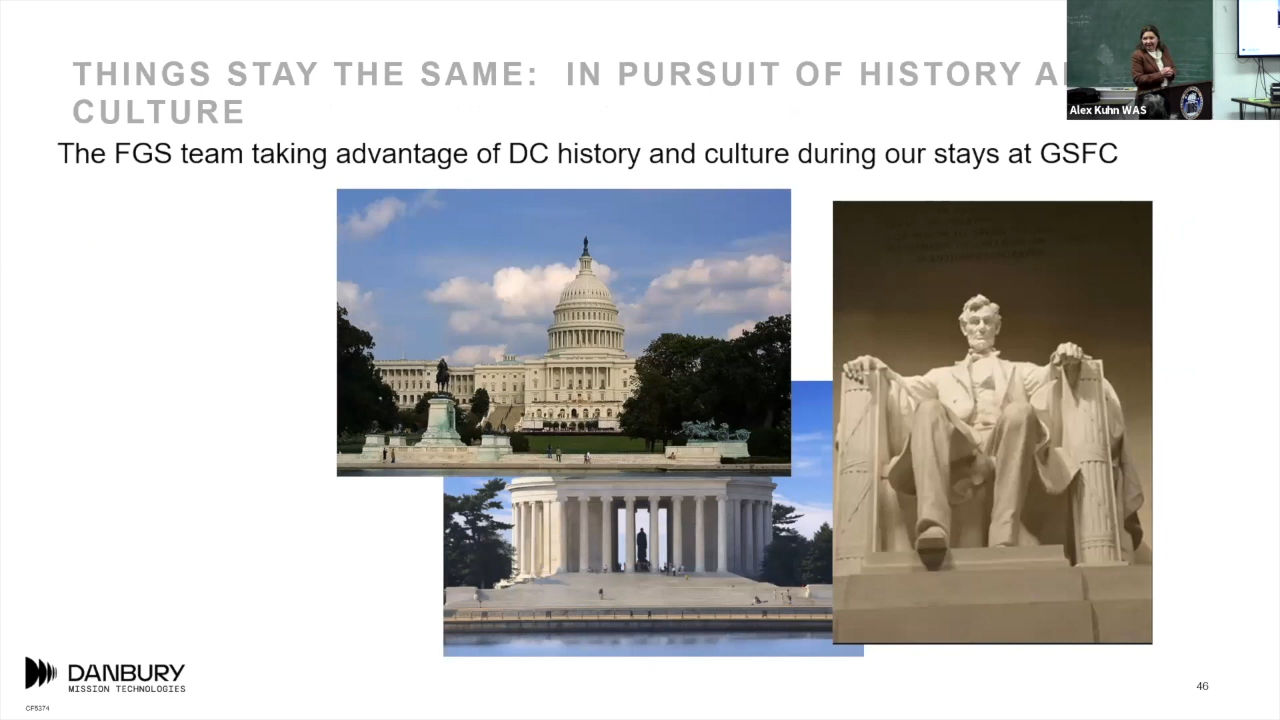 THINGS STAY THE SAME: IN PURSUIT OF HISTORY
CULTURE
The FGS team taking advantage of DC history and culture during our stays at GSFC
Alex Kuhn WAS
DANBURY
MISSION TECHNOLOGIES
CF5374
46